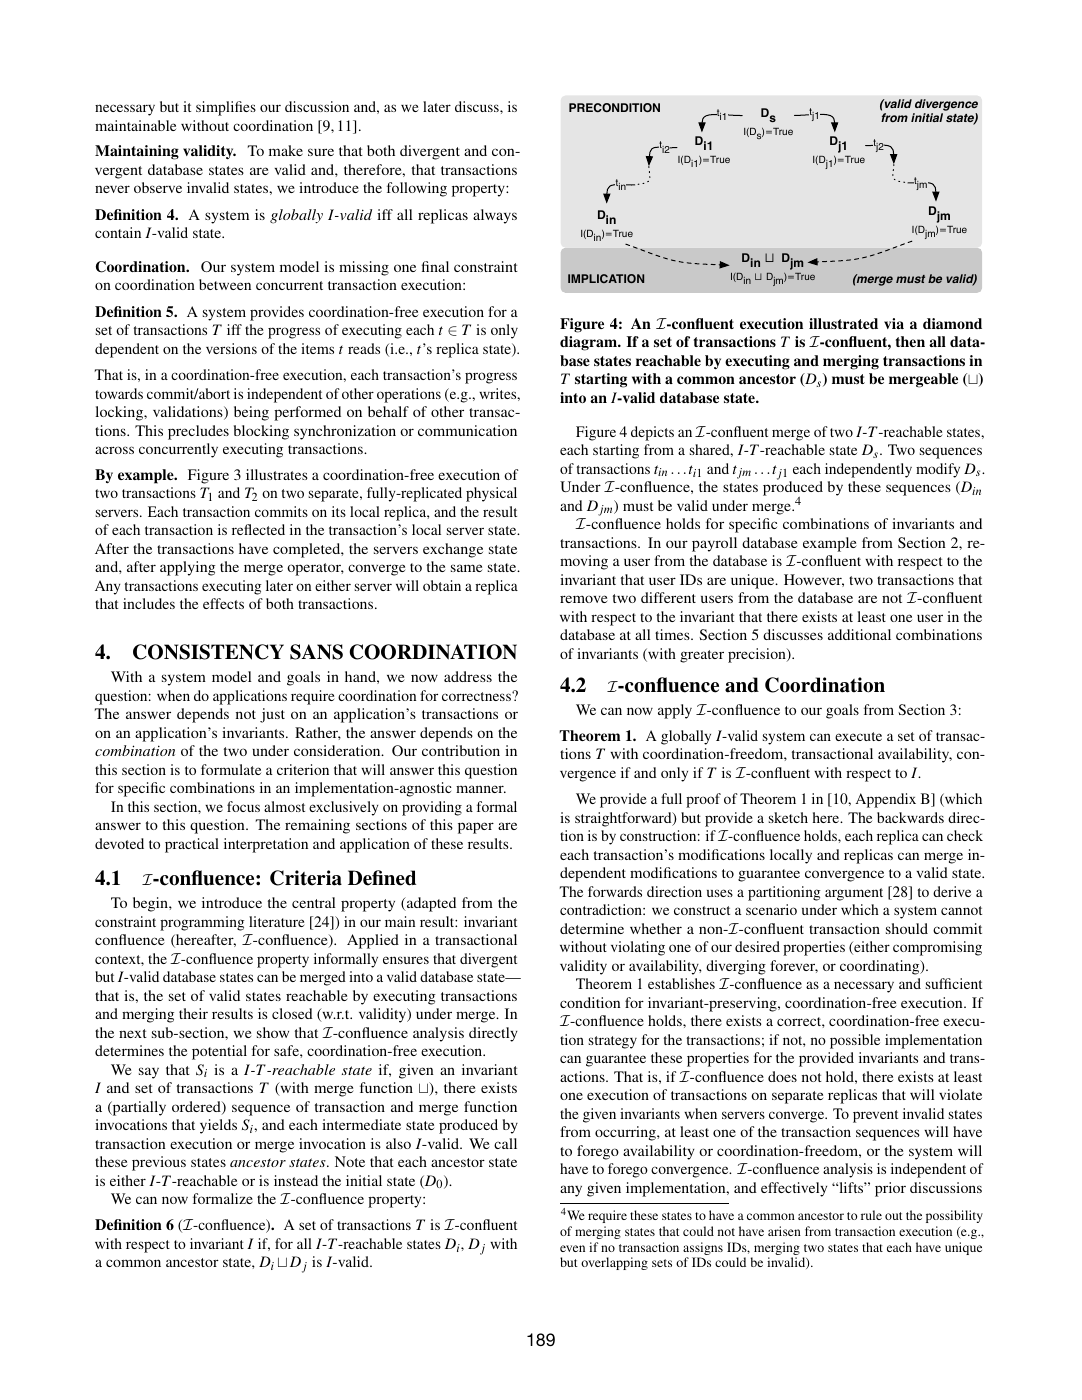 necessary but it simplifies our discussion and, as we later discuss, is
maintainable without coordination [9, 11].
Maintaining validity. To make sure that both divergent and con-
vergent database states are valid and, therefore, that transactions
never observe invalid states, we introduce the following property:
Definition 4. A system is globally I-valid iff all replicas always
contain I-valid state.
Coordination. Our system model is missing one final constraint
on coordination between concurrent transaction execution:
Definition 5. A system provides coordination-free execution for a
set of transactions T iff the progress of executing each t ∈ T is only
dependent on the versions of the items t reads (i.e., t's replica state).
That is, in a coordination-free execution, each transaction's progress
towards commit/abort is independent of other operations (e.g., writes,
locking, validations) being performed on behalf of other transac-
tions. This precludes blocking synchronization or communication
across concurrently executing transactions.
By example. Figure 3 illustrates a coordination-free execution of
two transactions T1 and T2 on two separate, fully-replicated physical
servers. Each transaction commits on its local replica, and the result
of each transaction is reflected in the transaction's local server state.
After the transactions have completed, the servers exchange state
and, after applying the merge operator, converge to the same state.
Any transactions executing later on either server will obtain a replica
that includes the effects of both transactions.
4. CONSISTENCY SANS COORDINATION
With a system model and goals in hand, we now address the
question: when do applications require coordination for correctness?
The answer depends not just on an application's transactions or
on an application's invariants. Rather, the answer depends on the
combination of the two under consideration. Our contribution in
this section is to formulate a criterion that will answer this question
for specific combinations in an implementation-agnostic manner.
In this section, we focus almost exclusively on providing a formal
answer to this question. The remaining sections of this paper are
devoted to practical interpretation and application of these results.
4.1 I-confluence: Criteria Defined
To begin, we introduce the central property (adapted from the
constraint programming literature [24]) in our main result: invariant
confluence (hereafter, I-confluence). Applied in a transactional
context, the I-confluence property informally ensures that divergent
but I-valid database states can be merged into a valid database state—
that is, the set of valid states reachable by executing transactions
and merging their results is closed (w.r.t. validity) under merge. In
the next sub-section, we show that I-confluence analysis directly
determines the potential for safe, coordination-free execution.
We say that Si is a I-T-reachable state if, given an invariant
I and set of transactions T (with merge function ⊔), there exists
a (partially ordered) sequence of transaction and merge function
invocations that yields Si, and each intermediate state produced by
transaction execution or merge invocation is also I-valid. We call
these previous states ancestor states. Note that each ancestor state
is either I-T-reachable or is instead the initial state (D0).
We can now formalize the I-confluence property:
Definition 6 (I-confluence). A set of transactions T is I-confluent
with respect to invariant I if, for all I-T-reachable states Di, Dj with
a common ancestor state, Di ⊔ Dj is I-valid.
PRECONDITION
(valid divergence
from initial state)
Ds
I(Ds)=True
ti1
tj1
Di1
I(Di1)=True
Dj1
I(Dj1)=True
ti2
tj2
tin
tjm
Din
I(Din)=True
Djm
I(Djm)=True
Din ⊔ Djm
I(Din ⊔ Djm)=True
IMPLICATION
(merge must be valid)
Figure 4: An I-confluent execution illustrated via a diamond
diagram. If a set of transactions T is I-confluent, then all data-
base states reachable by executing and merging transactions in
T starting with a common ancestor (Ds) must be mergeable (⊔)
into an I-valid database state.
Figure 4 depicts an I-confluent merge of two I-T-reachable states,
each starting from a shared, I-T-reachable state Ds. Two sequences
of transactions tin ... ti1 and tjm ... tj1 each independently modify Ds.
Under I-confluence, the states produced by these sequences (Din
and Djm) must be valid under merge.4
I-confluence holds for specific combinations of invariants and
transactions. In our payroll database example from Section 2, re-
moving a user from the database is I-confluent with respect to the
invariant that user IDs are unique. However, two transactions that
remove two different users from the database are not I-confluent
with respect to the invariant that there exists at least one user in the
database at all times. Section 5 discusses additional combinations
of invariants (with greater precision).
4.2 I-confluence and Coordination
We can now apply I-confluence to our goals from Section 3:
Theorem 1. A globally I-valid system can execute a set of transac-
tions T with coordination-freedom, transactional availability, con-
vergence if and only if T is I-confluent with respect to I.
We provide a full proof of Theorem 1 in [10, Appendix B] (which
is straightforward) but provide a sketch here. The backwards direc-
tion is by construction: if I-confluence holds, each replica can check
each transaction's modifications locally and replicas can merge in-
dependent modifications to guarantee convergence to a valid state.
The forwards direction uses a partitioning argument [28] to derive a
contradiction: we construct a scenario under which a system cannot
determine whether a non-I-confluent transaction should commit
without violating one of our desired properties (either compromising
validity or availability, diverging forever, or coordinating).
Theorem 1 establishes I-confluence as a necessary and sufficient
condition for invariant-preserving, coordination-free execution. If
I-confluence holds, there exists a correct, coordination-free execu-
tion strategy for the transactions; if not, no possible implementation
can guarantee these properties for the provided invariants and trans-
actions. That is, if I-confluence does not hold, there exists at least
one execution of transactions on separate replicas that will violate
the given invariants when servers converge. To prevent invalid states
from occurring, at least one of the transaction sequences will have
to forego availability or coordination-freedom, or the system will
have to forego convergence. I-confluence analysis is independent of
any given implementation, and effectively “lifts” prior discussions
4We require these states to have a common ancestor to rule out the possibility
of merging states that could not have arisen from transaction execution (e.g.,
even if no transaction assigns IDs, merging two states that each have unique
but overlapping sets of IDs could be invalid).
189